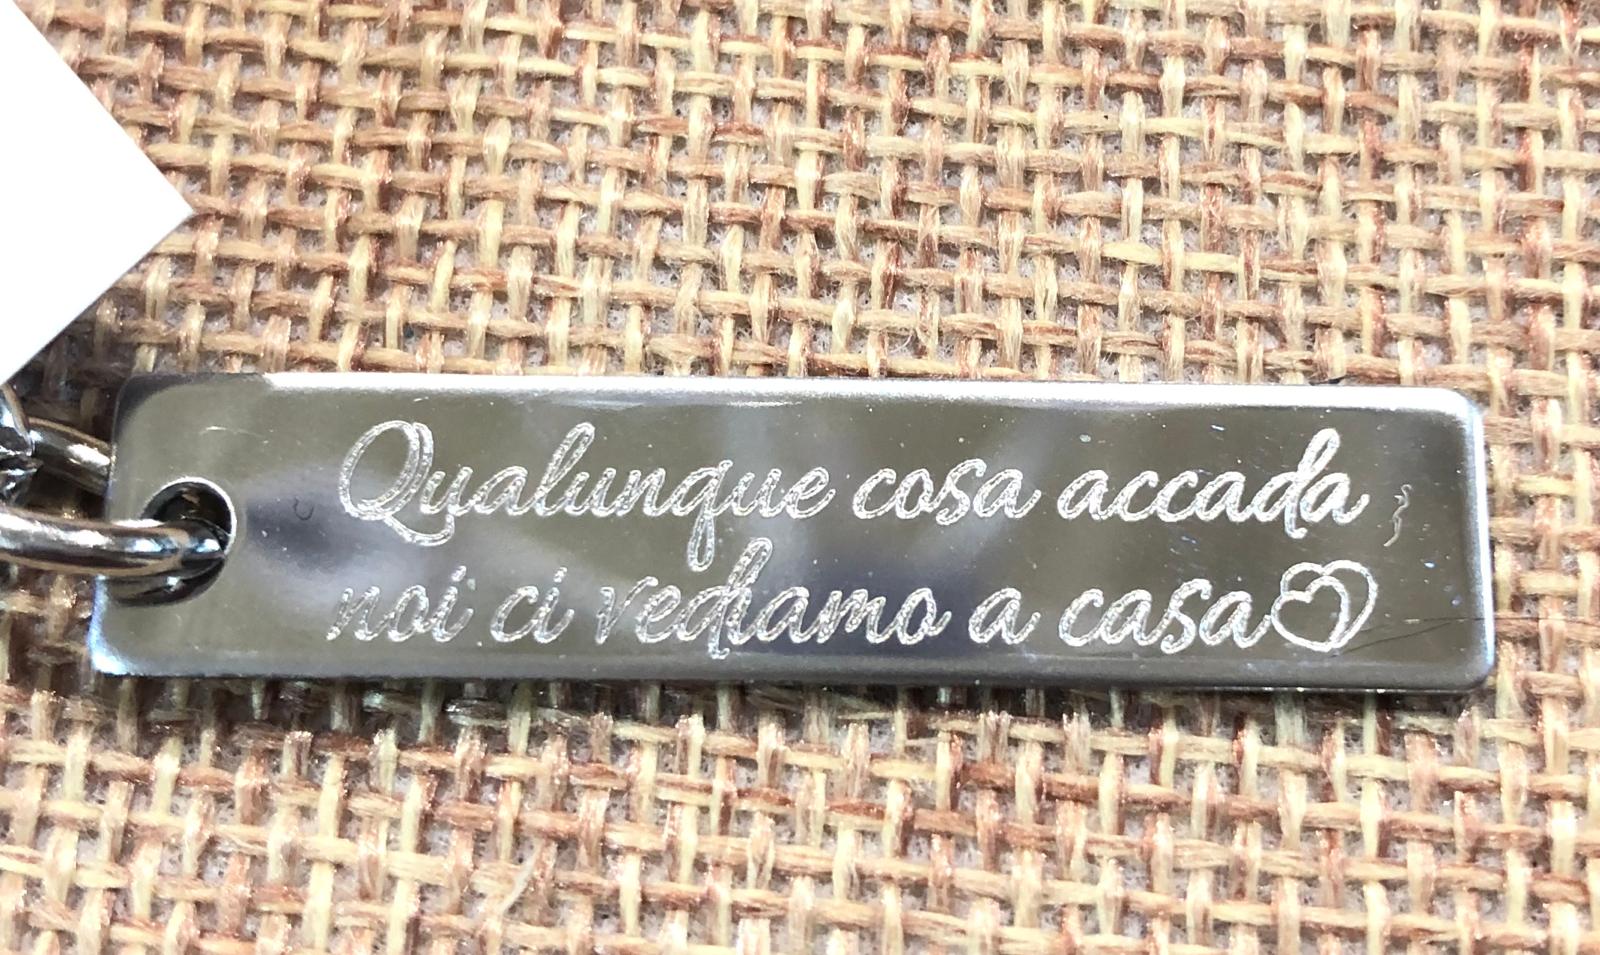 Qualunque cosa accada
noi ci vediamo a casa